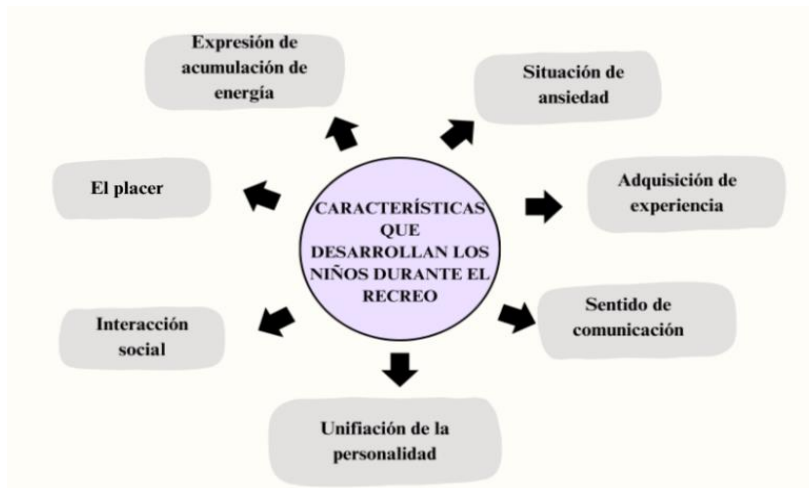 Expresión de
acumulación de
energía
Situación de
ansiedad
El placer
Adquisición de
experiencia
CARACTERÍSTICAS
QUE
DESARROLLAN LOS
NIÑOS DURANTE EL
RECREO
Interacción
social
Sentido de
comunicación
Unifiación de la
personalidad